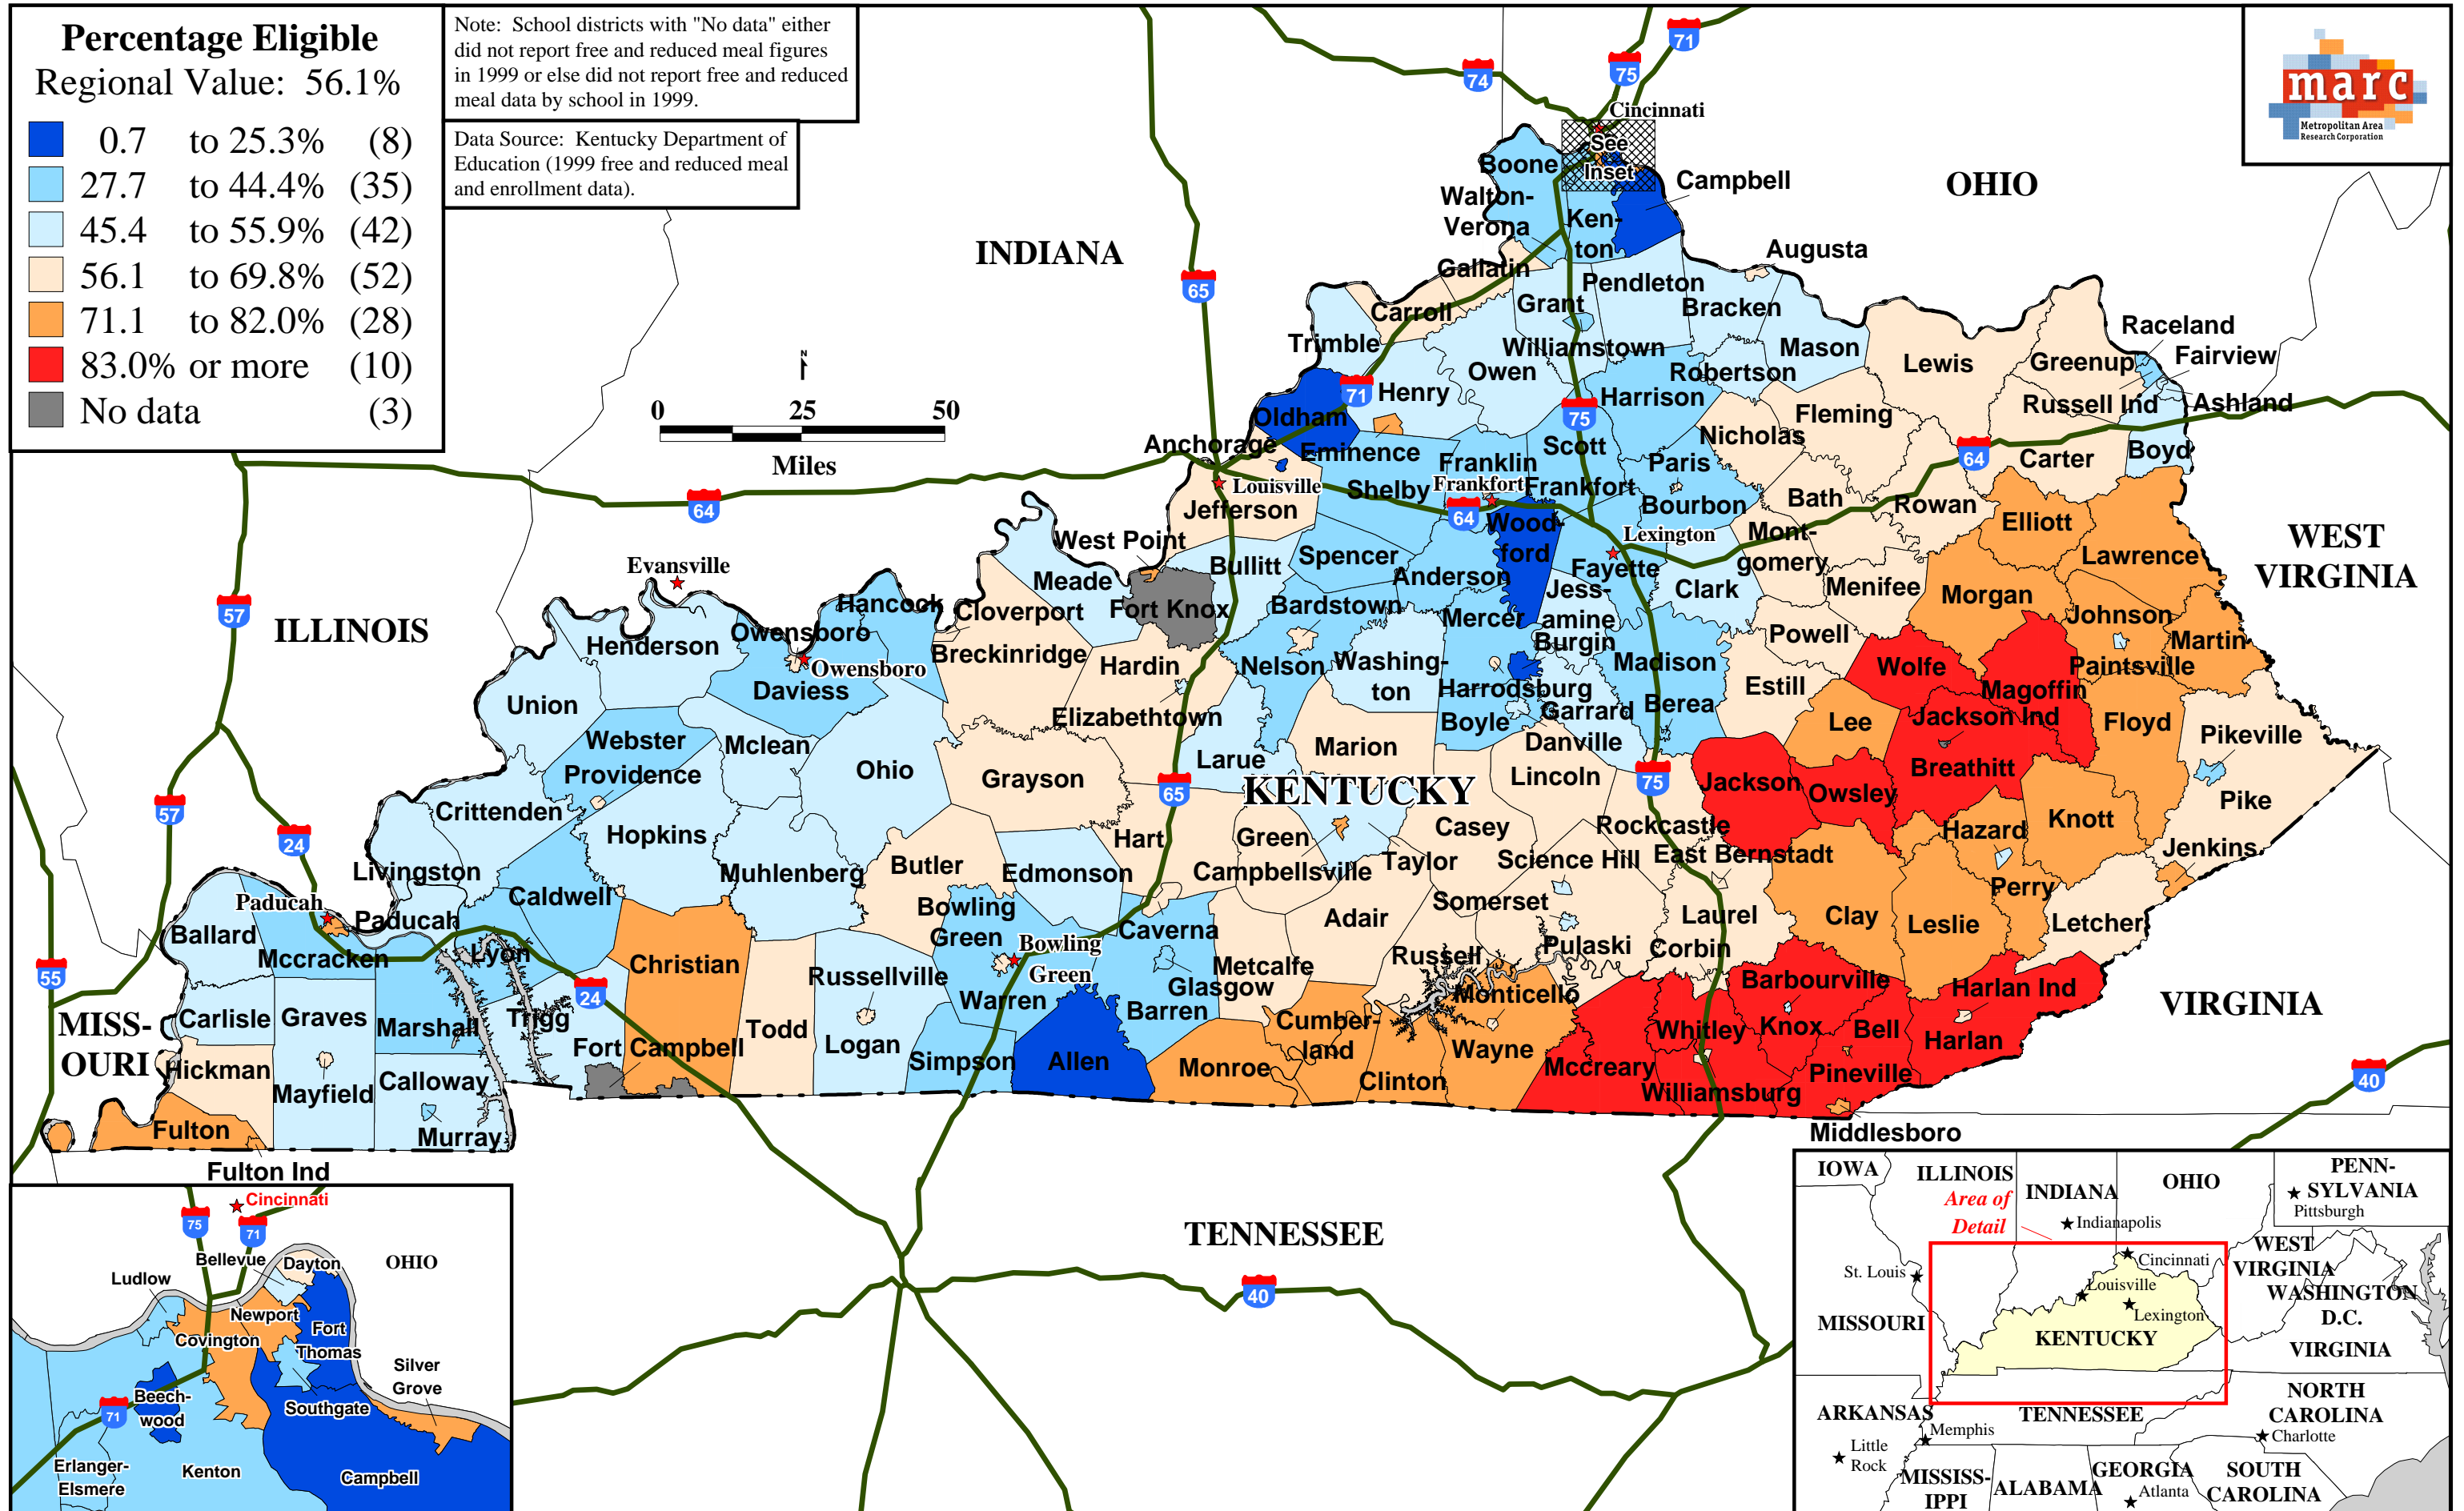 Percentage Eligible
Regional Value: 56.1%
0.7 to 25.3% (8)
27.7 to 44.4% (35)
45.4 to 55.9% (42)
56.1 to 69.8% (52)
71.1 to 82.0% (28)
83.0% or more (10)
No data (3)
Note: School districts with "No data" either
did not report free and reduced meal figures
in 1999 or else did not report free and reduced
meal data by school in 1999.
Data Source: Kentucky Department of
Education (1999 free and reduced meal
and enrollment data).
marc
Metropolitan Area
Research Corporation
N
0 25 50
Miles
INDIANA
OHIO
ILLINOIS
WEST
VIRGINIA
VIRGINIA
MISS-
OURI
TENNESSEE
KENTUCKY
71
75
74
65
71
75
64
64
64
57
57
24
55
24
65
75
40
40
Cincinnati
See
Inset
Boone
Campbell
Walton-
Verona
Ken-
ton
Augusta
Gallatin
Pendleton
Grant
Bracken
Carroll
Trimble
Williamstown
Mason
Raceland
Fairview
Lewis
Greenup
Owen
Robertson
Henry
Harrison
Russell Ind
Ashland
Oldham
Fleming
Nicholas
Anchorage
Eminence
Scott
Boyd
Franklin
Paris
Carter
Louisville
Shelby
Frankfort
Frankfort
Bourbon
Bath
Rowan
Jefferson
Wood-
ford
Lexington
Mont-
gomery
Elliott
West Point
Bullitt
Spencer
Lawrence
Evansville
Meade
Anderson
Fayette
Clark
Menifee
Morgan
Hancock
Cloverport
Fort Knox
Bardstown
Mercer
Jess-
amine
Johnson
Henderson
Owensboro
Burgin
Powell
Martin
Owensboro
Breckinridge
Hardin
Nelson
Washing-
ton
Madison
Wolfe
Paintsville
Daviess
Harrodsburg
Estill
Magoffin
Union
Elizabethtown
Boyle
Garrard
Berea
Lee
Jackson Ind
Floyd
Webster
Mclean
Danville
Pikeville
Providence
Ohio
Grayson
Larue
Marion
Lincoln
Jackson
Owsley
Breathitt
Pike
Crittenden
Hopkins
Hart
Green
Casey
Rockcastle
Hazard
Knott
Livingston
Muhlenberg
Butler
Edmonson
Campbellsville
Taylor
Science Hill
East Bernstadt
Jenkins
Caldwell
Perry
Paducah
Paducah
Bowling
Green
Bowling
Green
Caverna
Adair
Somerset
Laurel
Clay
Leslie
Letcher
Ballard
Mccracken
Lyon
Christian
Russellville
Metcalfe
Russell
Pulaski
Corbin
Glasgow
Warren
Barren
Monticello
Barbourville
Harlan Ind
Carlisle
Graves
Marshall
Trigg
Todd
Logan
Cumber-
land
Whitley
Knox
Bell
Harlan
Fort Campbell
Simpson
Allen
Monroe
Clinton
Wayne
Mccreary
Pineville
Hickman
Mayfield
Calloway
Williamsburg
Fulton
Murray
Middlesboro
Fulton Ind
Cincinnati
75
71
OHIO
Bellevue
Dayton
Ludlow
Newport
Covington
Fort
Thomas
Silver
Grove
Beech-
wood
Southgate
71
Erlanger-
Elsmere
Kenton
Campbell
IOWA
ILLINOIS
INDIANA
OHIO
PENN-
SYLVANIA
Pittsburgh
Area of
Detail
Indianapolis
Cincinnati
WEST
VIRGINIA
St. Louis
Louisville
WASHINGTON
D.C.
Lexington
MISSOURI
KENTUCKY
VIRGINIA
ARKANSAS
TENNESSEE
NORTH
CAROLINA
Memphis
Charlotte
Little
Rock
MISSISS-
IPPI
ALABAMA
GEORGIA
Atlanta
SOUTH
CAROLINA